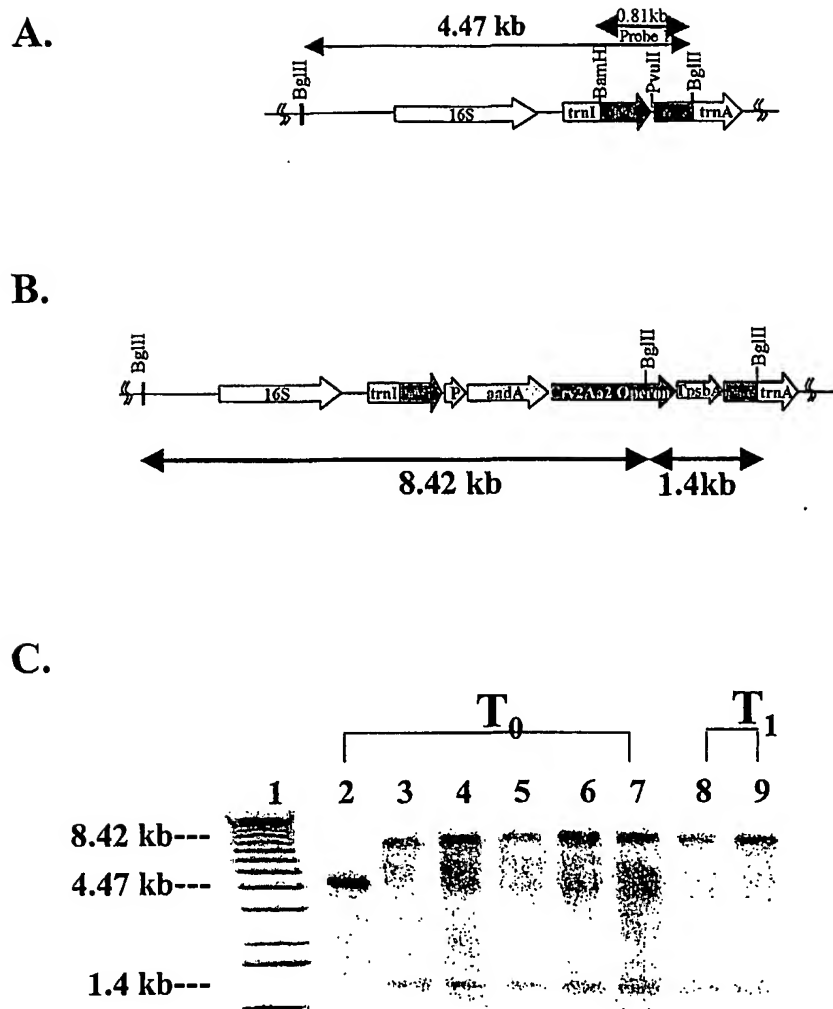 A.
0.81kb
4.47 kb
Probe 1
BglII
BamHI
PvuII
BglII
16S
trnI
trnA
B.
BglII
BglII
BglII
16S
trnI
P
aadA
Cry2Aa2 Operon
TpsbA
trnA
8.42 kb
1.4kb
C.
T0
T1
1 2 3 4 5 6 7 8 9
8.42 kb---
4.47 kb---
1.4 kb---